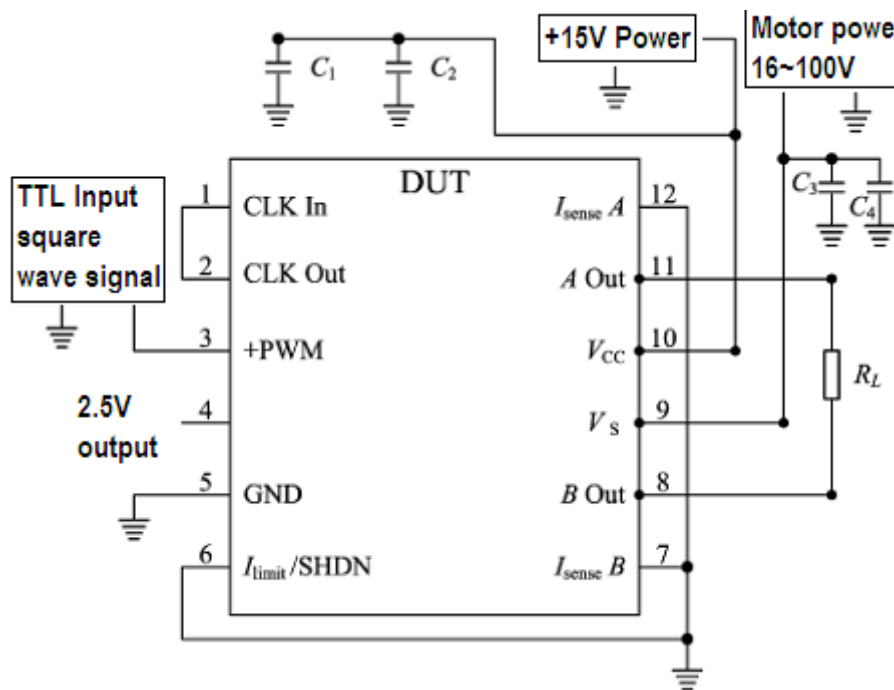 +15V Power
Motor powe
16~100V
C1
C2
C3
C4
DUT
TTL Input
square
wave signal
1
CLK In
2
CLK Out
3
+PWM
2.5V
output
4
5
GND
6
Ilimit/SHDN
Isense A
12
A Out
11
VCC
10
VS
9
B Out
8
Isense B
7
RL